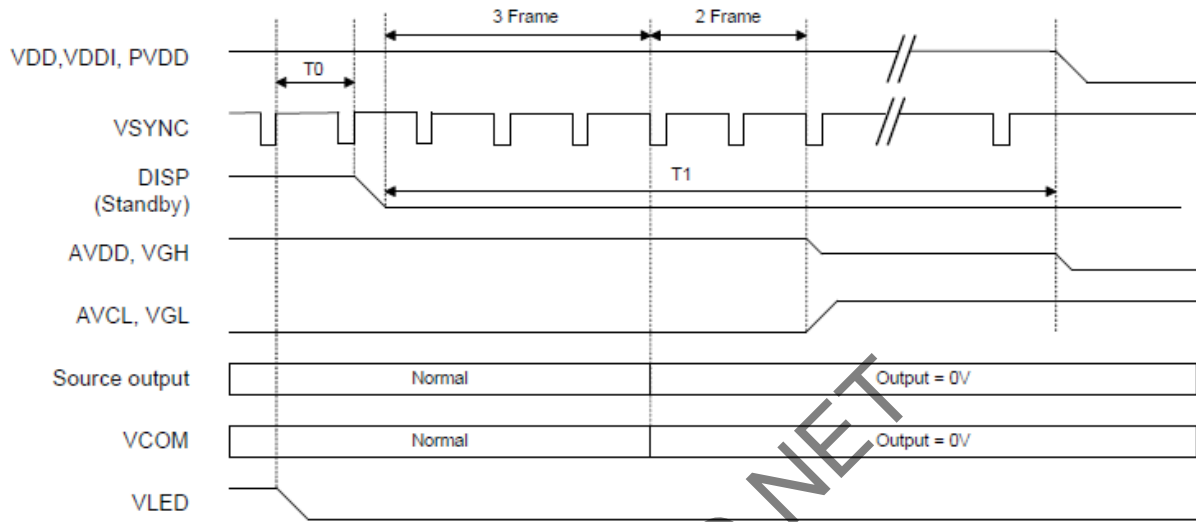 3 Frame
2 Frame
VDD,VDDI, PVDD
T0
VSYNC
DISP
(Standby)
T1
AVDD, VGH
AVCL, VGL
Source output
Normal
Output = 0V
VCOM
Normal
Output = 0V
NET
VLED